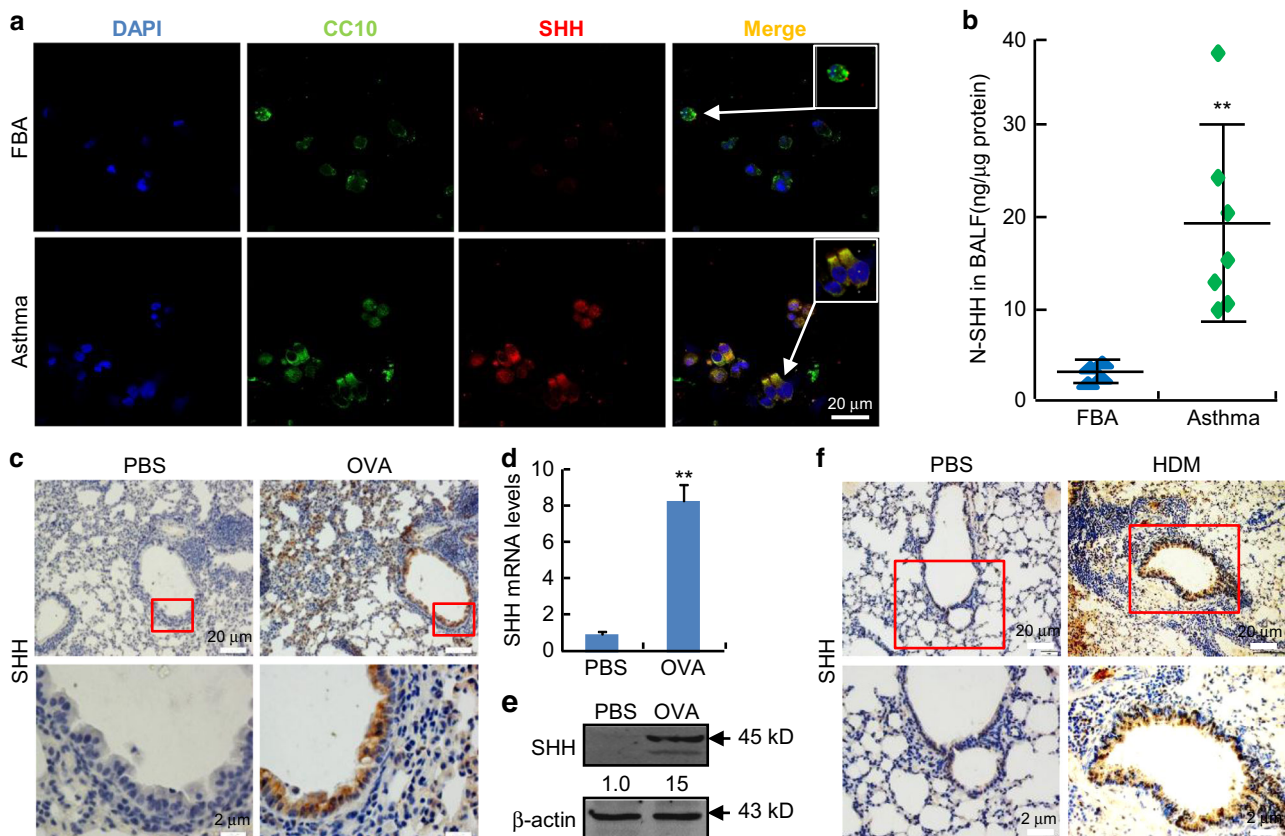 a
DAPI CC10 SHH Merge
FBA
Asthma
20 μm
b
N-SHH in BALF(ng/μg protein)
40
30
20
10
0
**
FBA Asthma
c
PBS OVA
SHH
20 μm
2 μm
d
SHH mRNA levels
10
8
6
4
2
0
**
PBS OVA
e
PBS OVA
SHH 45 kD
1.0 15
β-actin 43 kD
f
PBS HDM
SHH
20 μm 20 μm
2 μm 2 μm